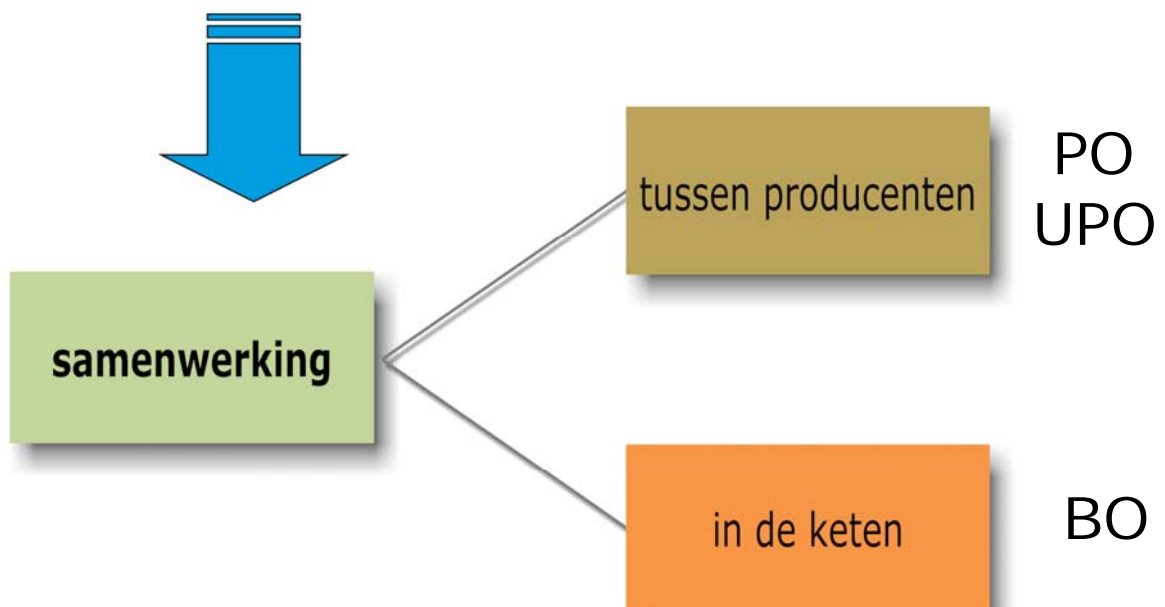 tussen producenten
PO
UPO
samenwerking
in de keten
BO